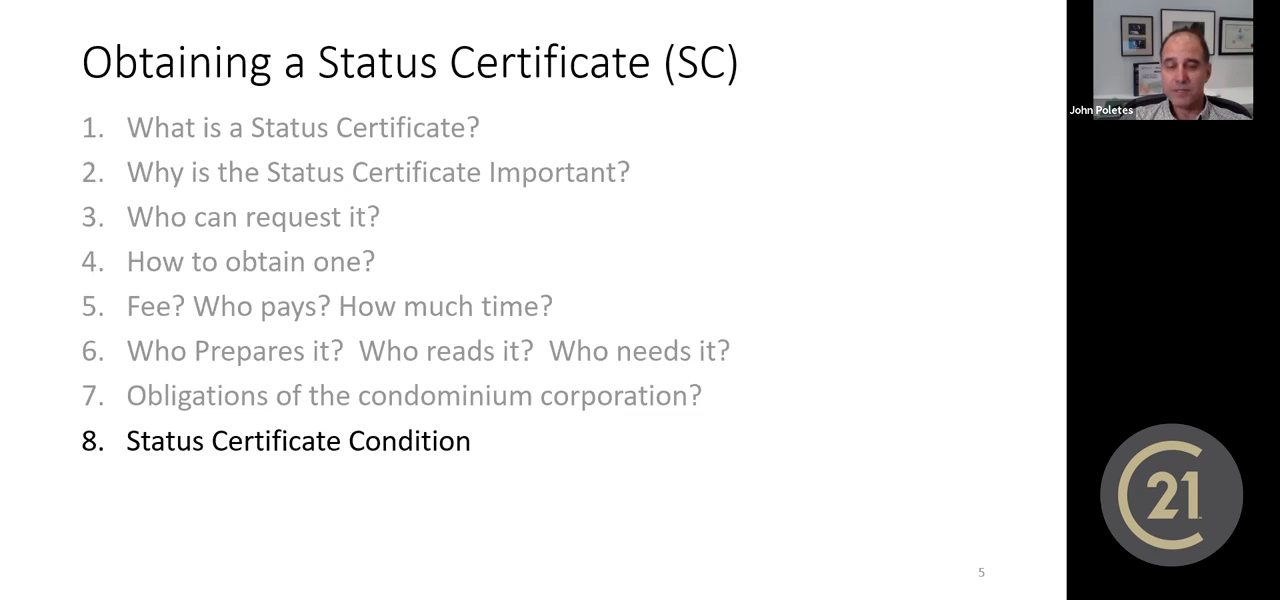 Obtaining a Status Certificate (SC)
1. What is a Status Certificate?
2. Why is the Status Certificate Important?
3. Who can request it?
4. How to obtain one?
5. Fee? Who pays? How much time?
6. Who Prepares it? Who reads it? Who needs it?
7. Obligations of the condominium corporation?
8. Status Certificate Condition
5
John Poletes
C21